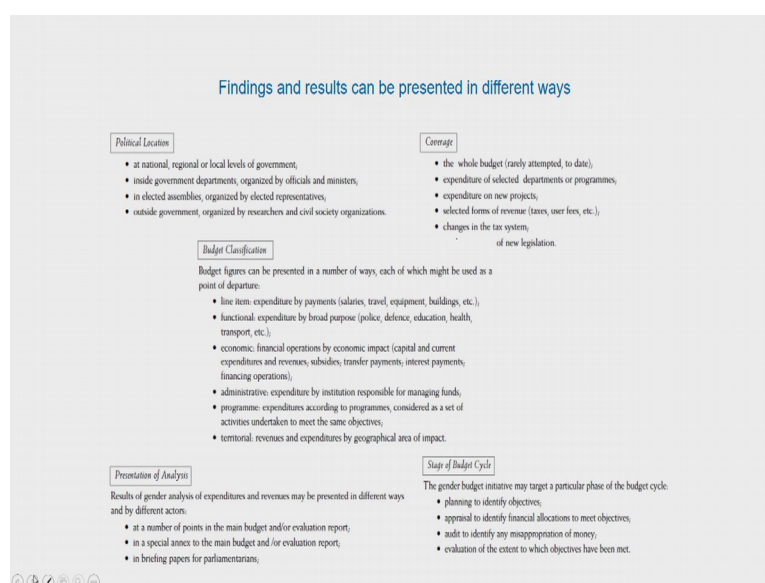 Findings and results can be presented in different ways
Political Location
• at national, regional or local levels of government;
• inside government departments, organized by officials and ministers;
• in elected assemblies, organized by elected representatives;
• outside government, organized by researchers and civil society organizations.
Coverage
• the whole budget (rarely attempted, to date);
• expenditure of selected departments or programmes;
• expenditure on new projects;
• selected forms of revenue (taxes, user fees, etc.);
• changes in the tax system;
of new legislation.
Budget Classification
Budget figures can be presented in a number of ways, each of which might be used as a
point of departure:
• line item: expenditure by payments (salaries, travel, equipment, buildings, etc.);
• functional: expenditure by broad purpose (police, defence, education, health,
transport, etc.);
• economic: financial operations by economic impact (capital and current
expenditures and revenues; subsidies; transfer payments; interest payments;
financing operations);
• administrative: expenditure by institution responsible for managing funds;
• programme: expenditures according to programmes, considered as a set of
activities undertaken to meet the same objectives;
• territorial: revenues and expenditures by geographical area of impact.
Presentation of Analysis
Results of gender analysis of expenditures and revenues may be presented in different ways
and by different actors:
• at a number of points in the main budget and/or evaluation report;
• in a special annex to the main budget and /or evaluation report;
• in briefing papers for parliamentarians;
Stage of Budget Cycle
The gender budget initiative may target a particular phase of the budget cycle:
• planning to identify objectives;
• appraisal to identify financial allocations to meet objectives;
• audit to identify any misappropriation of money;
• evaluation of the extent to which objectives have been met.